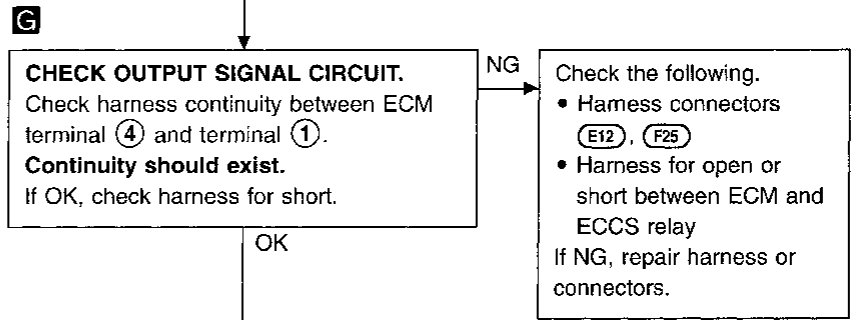 G
CHECK OUTPUT SIGNAL CIRCUIT.
Check harness continuity between ECM
terminal ④ and terminal ①.
Continuity should exist.
If OK, check harness for short.
NG
Check the following.
• Harness connectors
E12, F25
• Harness for open or
short between ECM and
ECCS relay
If NG, repair harness or
connectors.
OK